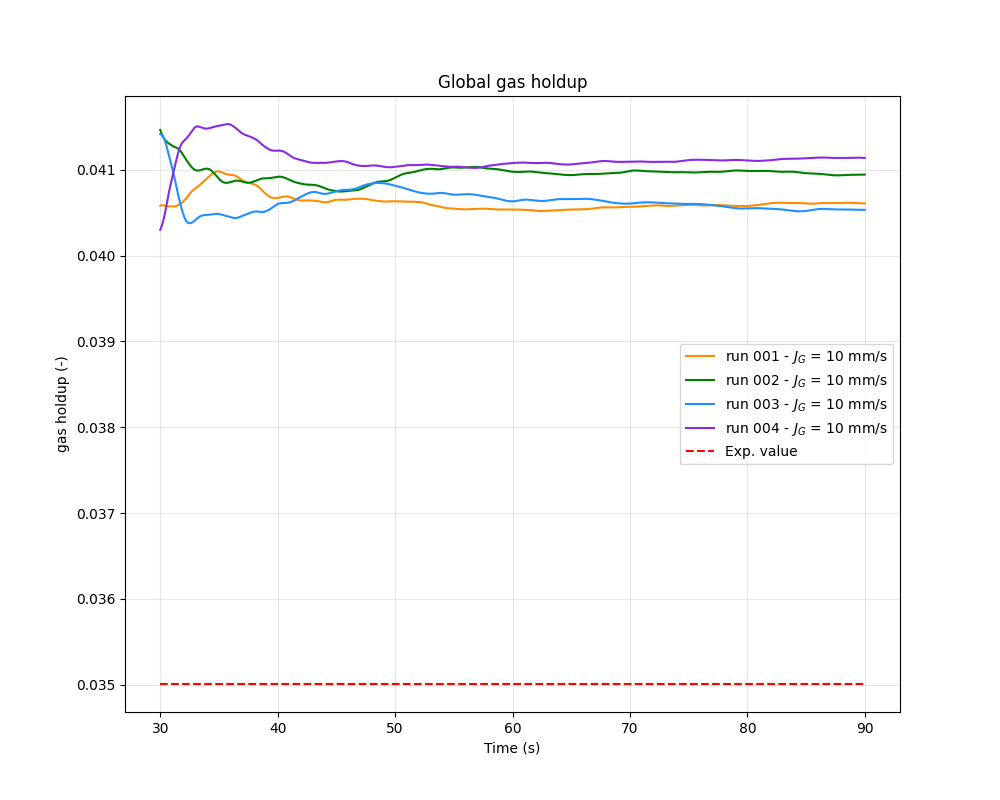 Global gas holdup
gas holdup (-)
0.041
0.040
0.039
0.038
0.037
0.036
0.035
run 001 - J_G = 10 mm/s
run 002 - J_G = 10 mm/s
run 003 - J_G = 10 mm/s
run 004 - J_G = 10 mm/s
Exp. value
30 40 50 60 70 80 90
Time (s)